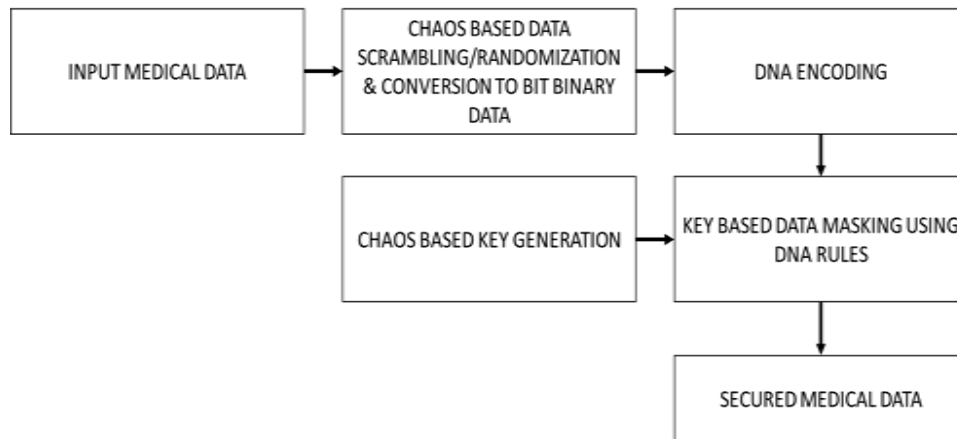 INPUT MEDICAL DATA
CHAOS BASED DATA
SCRAMBLING/RANDOMIZATION
& CONVERSION TO BIT BINARY
DATA
DNA ENCODING
CHAOS BASED KEY GENERATION
KEY BASED DATA MASKING USING
DNA RULES
SECURED MEDICAL DATA